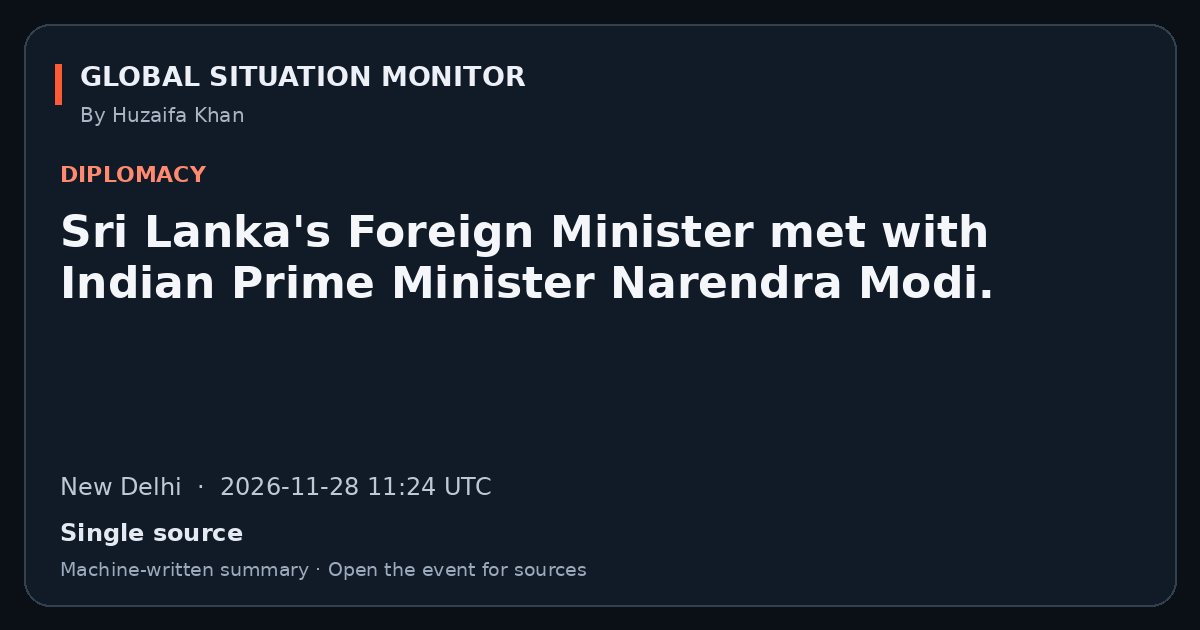 GLOBAL SITUATION MONITOR
By Huzaifa Khan
DIPLOMACY
Sri Lanka's Foreign Minister met with
Indian Prime Minister Narendra Modi.
New Delhi · 2026-11-28 11:24 UTC
Single source
Machine-written summary · Open the event for sources